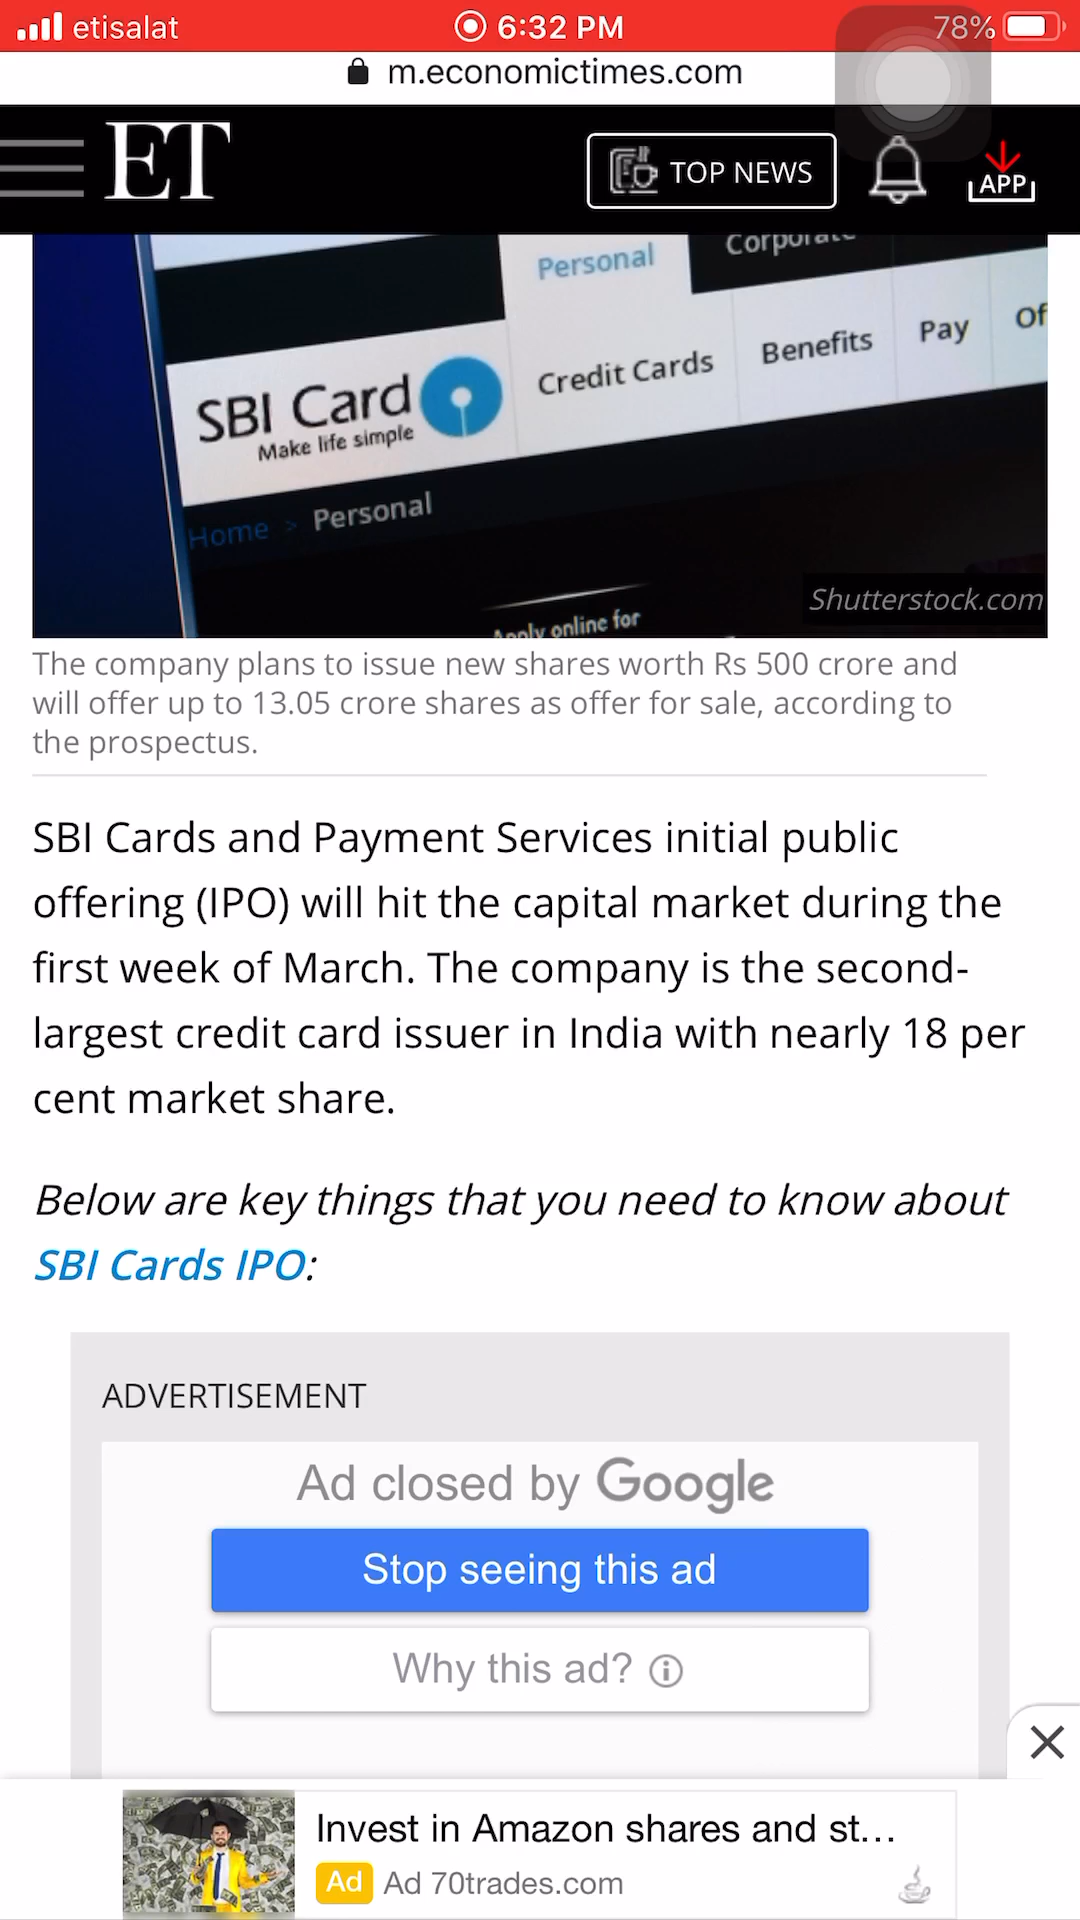 etisalat 6:32 PM 78%
m.economictimes.com
ET TOP NEWS APP
Personal Corporate
SBI Card Credit Cards Benefits Pay Of
Make life simple
Home > Personal
Apply online for
Shutterstock.com
The company plans to issue new shares worth Rs 500 crore and
will offer up to 13.05 crore shares as offer for sale, according to
the prospectus.
SBI Cards and Payment Services initial public
offering (IPO) will hit the capital market during the
first week of March. The company is the second-
largest credit card issuer in India with nearly 18 per
cent market share.
Below are key things that you need to know about
SBI Cards IPO:
ADVERTISEMENT
Ad closed by Google
Stop seeing this ad
Why this ad?
Invest in Amazon shares and st...
Ad Ad 70trades.com